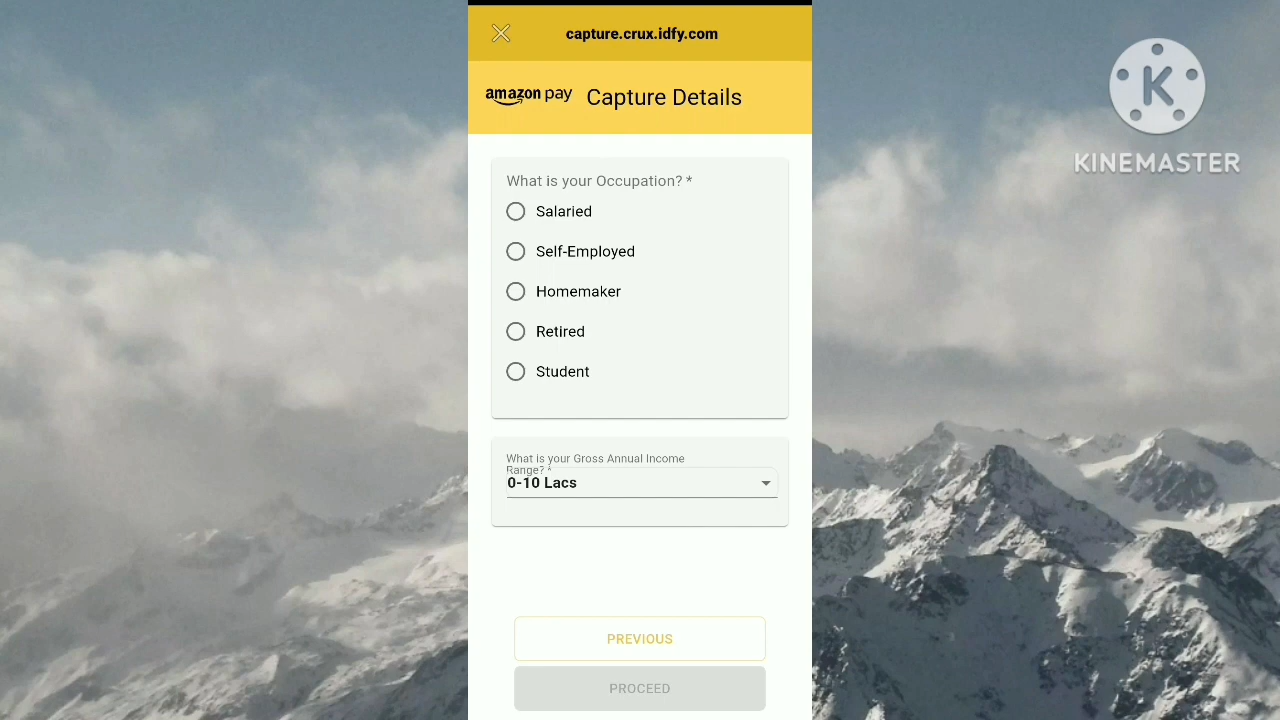 capture.crux.idfy.com
amazon pay Capture Details
What is your Occupation? *
Salaried
Self-Employed
Homemaker
Retired
Student
What is your Gross Annual Income
Range? *
0-10 Lacs
PREVIOUS
PROCEED
K
KINEMASTER